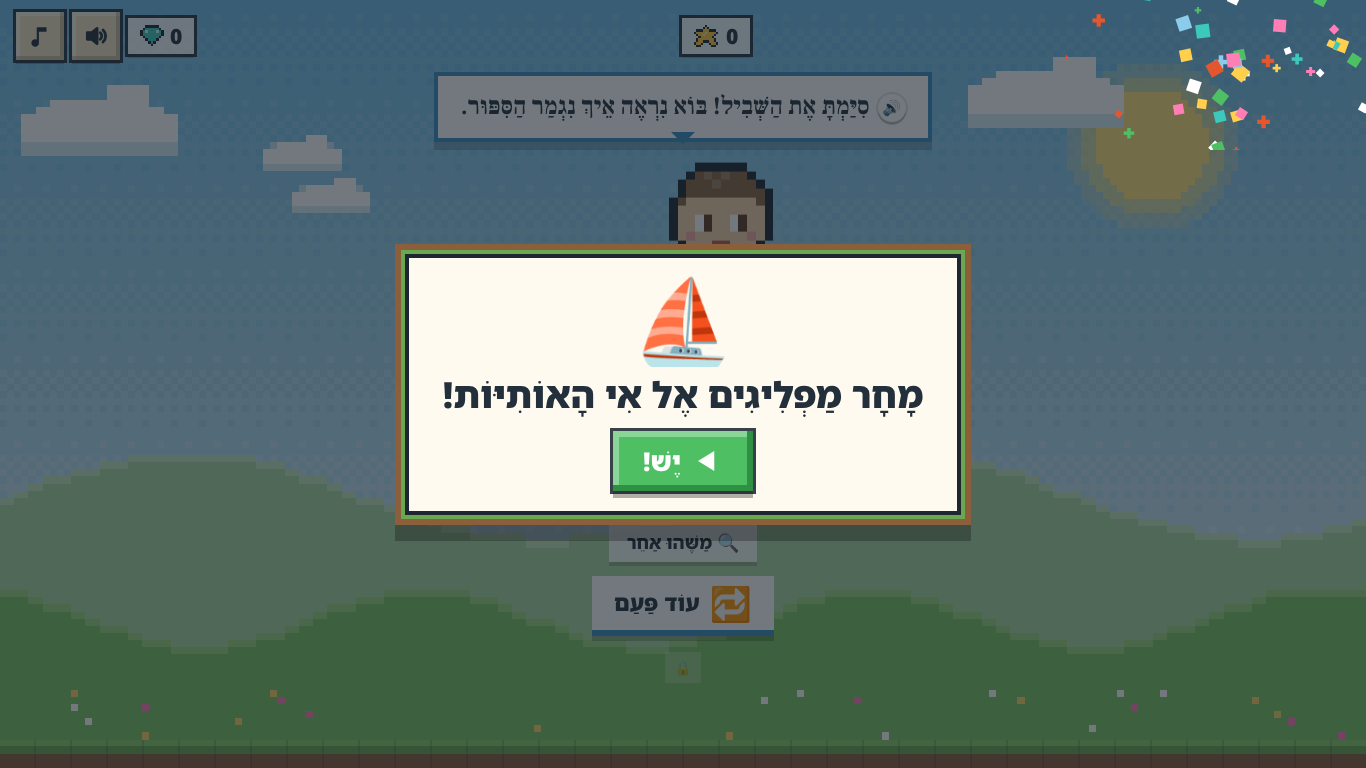 0
0
סִיַּמְתָּ אֶת הַשְּׁבִיל! בּוֹא נִרְאֶה אֵיךְ נִגְמַר הַסִּפּוּר.
מָחָר מַפְלִיגִים אֶל אִי הָאוֹתִיּוֹת!
יֶשׁ!
מַשֶּׁהוּ אַחֵר
עוֹד פַּעַם